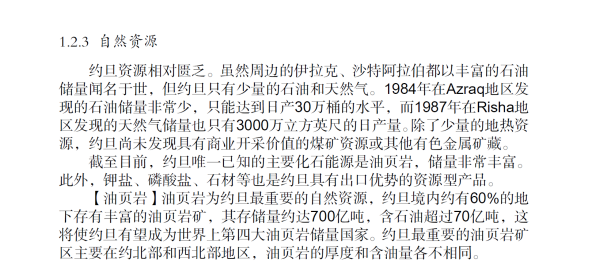 1.2.3 自然资源
约旦资源相对匮乏。虽然周边的伊拉克、沙特阿拉伯都以丰富的石油
储量闻名于世，但约旦只有少量的石油和天然气。1984年在Azraq地区发
现的石油储量非常少，只能达到日产30万桶的水平，而1987年在Risha地
区发现的天然气储量也只有3000万立方英尺的日产量。除了少量的地热资
源，约旦尚未发现具有商业开采价值的煤矿资源或其他有色金属矿藏。
截至目前，约旦唯一已知的主要化石能源是油页岩，储量非常丰富。
此外，钾盐、磷酸盐、石材等也是约旦具有出口优势的资源型产品。
【油页岩】油页岩为约旦最重要的自然资源，约旦境内约有60%的地
下存有丰富的油页岩矿，其存储量约达700亿吨，含石油超过70亿吨，这
将使约旦有望成为世界上第四大油页岩储量国家。约旦最重要的油页岩矿
区主要在约北部和西北部地区，油页岩的厚度和含油量各不相同。